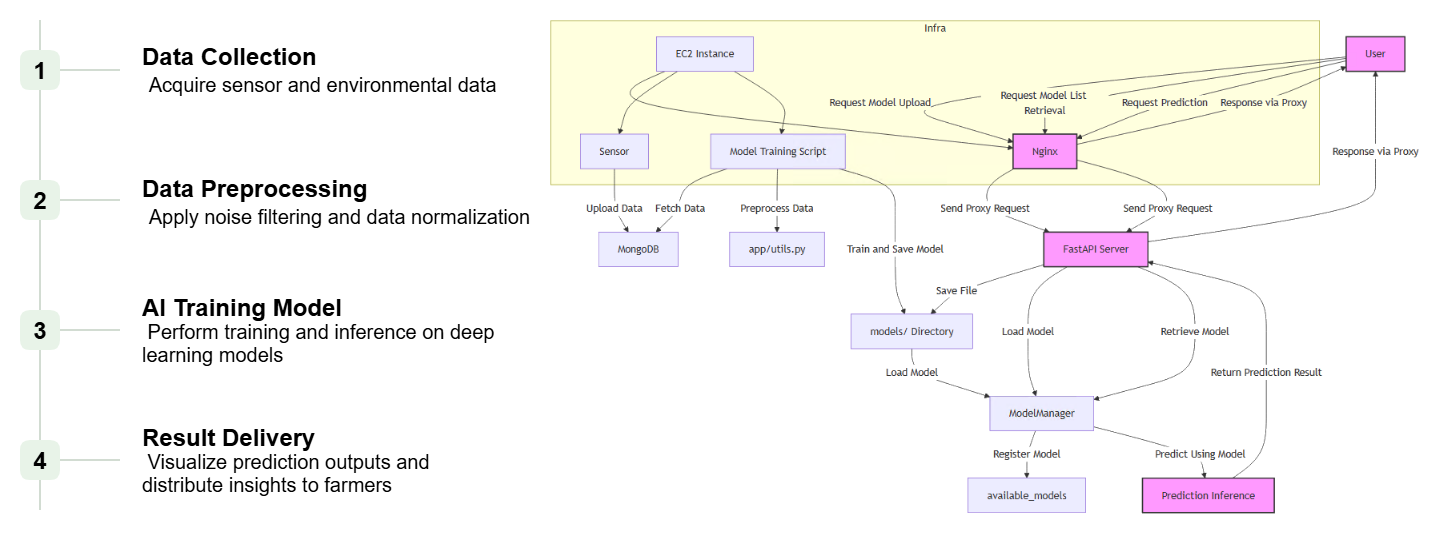 1
Data Collection
Acquire sensor and environmental data
2
Data Preprocessing
Apply noise filtering and data normalization
3
AI Training Model
Perform training and inference on deep
learning models
4
Result Delivery
Visualize prediction outputs and
distribute insights to farmers
Infra
EC2 Instance
User
Request Model Upload
Request Model List
Retrieval
Request Prediction
Response via Proxy
Sensor
Model Training Script
Nginx
Response via Proxy
Upload Data
Fetch Data
Preprocess Data
Send Proxy Request
Send Proxy Request
MongoDB
app/utils.py
Train and Save Model
FastAPI Server
Save File
models/ Directory
Load Model
Retrieve Model
Load Model
Return Prediction Result
ModelManager
Register Model
Predict Using Model
available_models
Prediction Inference